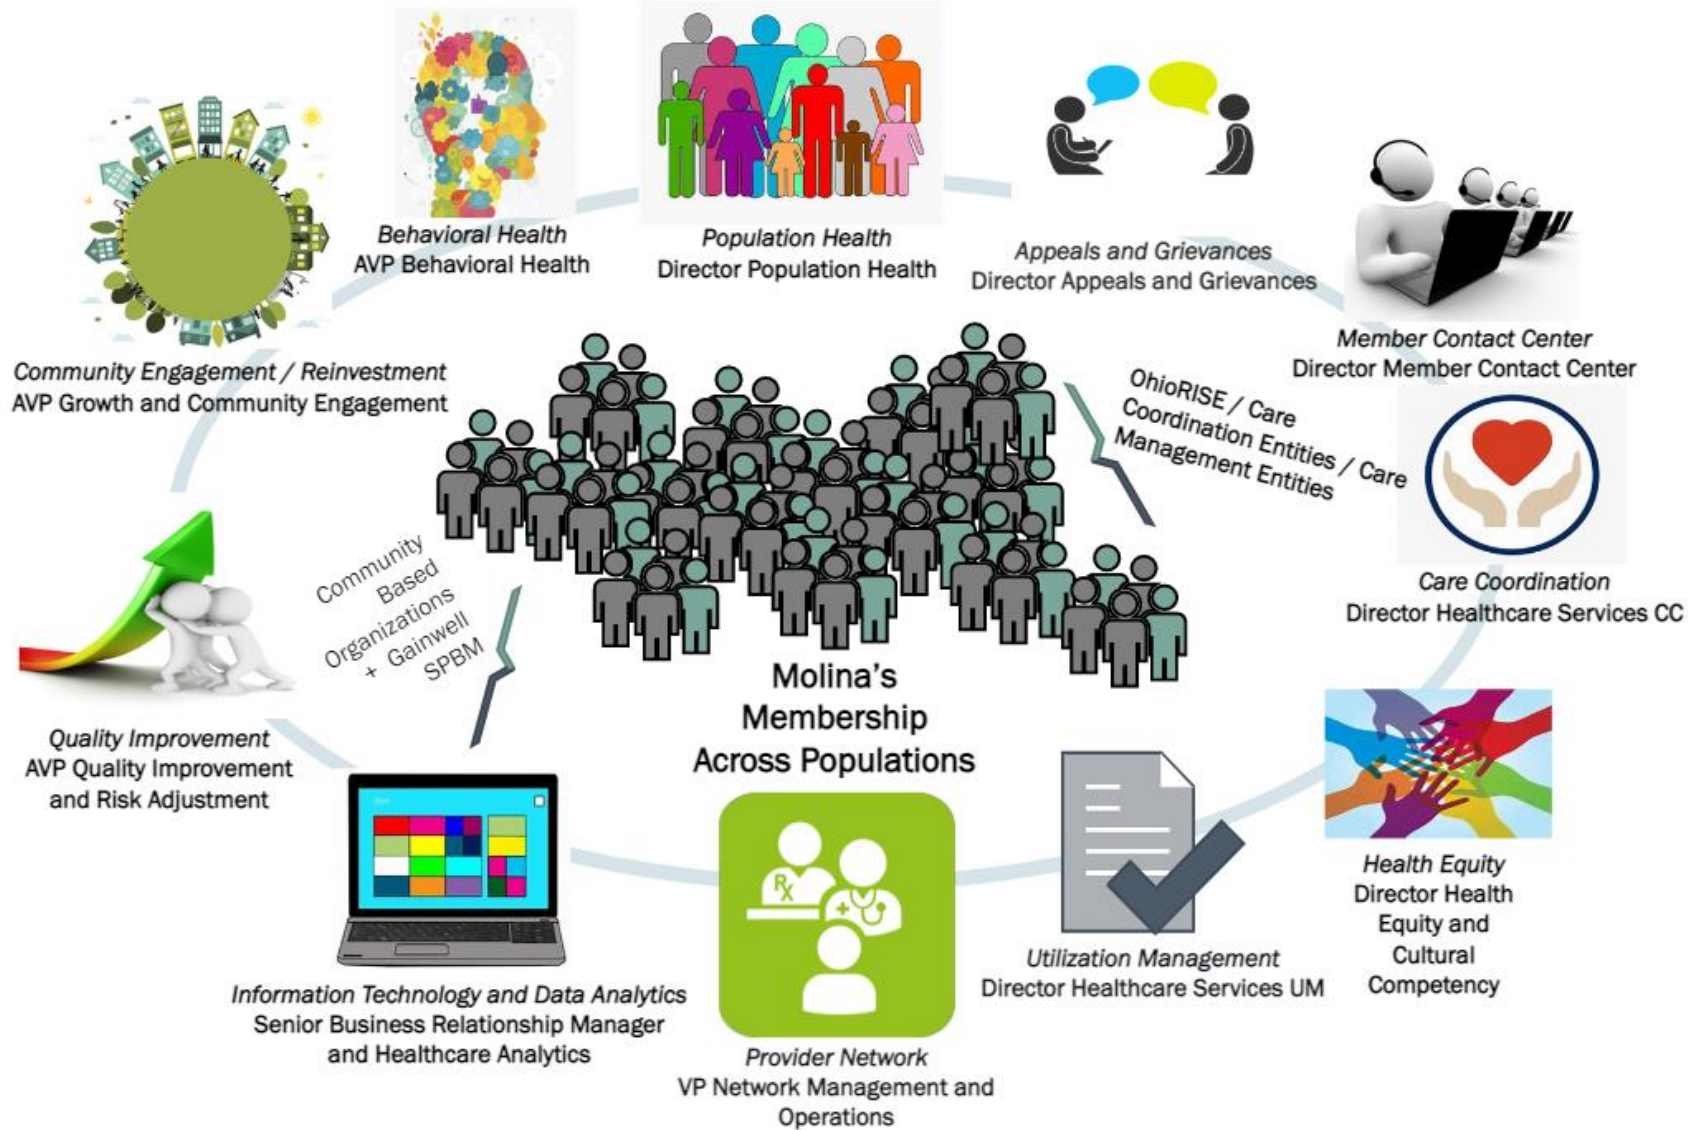 Behavioral Health
AVP Behavioral Health
Population Health
Director Population Health
Appeals and Grievances
Director Appeals and Grievances
Member Contact Center
Director Member Contact Center
Community Engagement / Reinvestment
AVP Growth and Community Engagement
OhioRISE / Care
Coordination Entities / Care
Management Entities
Care Coordination
Director Healthcare Services CC
Community
Based
Organizations
+ Gainwell
SPBM
Molina's
Membership
Across Populations
Quality Improvement
AVP Quality Improvement
and Risk Adjustment
Health Equity
Director Health
Equity and
Cultural
Competency
Rx
Utilization Management
Director Healthcare Services UM
Information Technology and Data Analytics
Senior Business Relationship Manager
and Healthcare Analytics
Provider Network
VP Network Management and
Operations